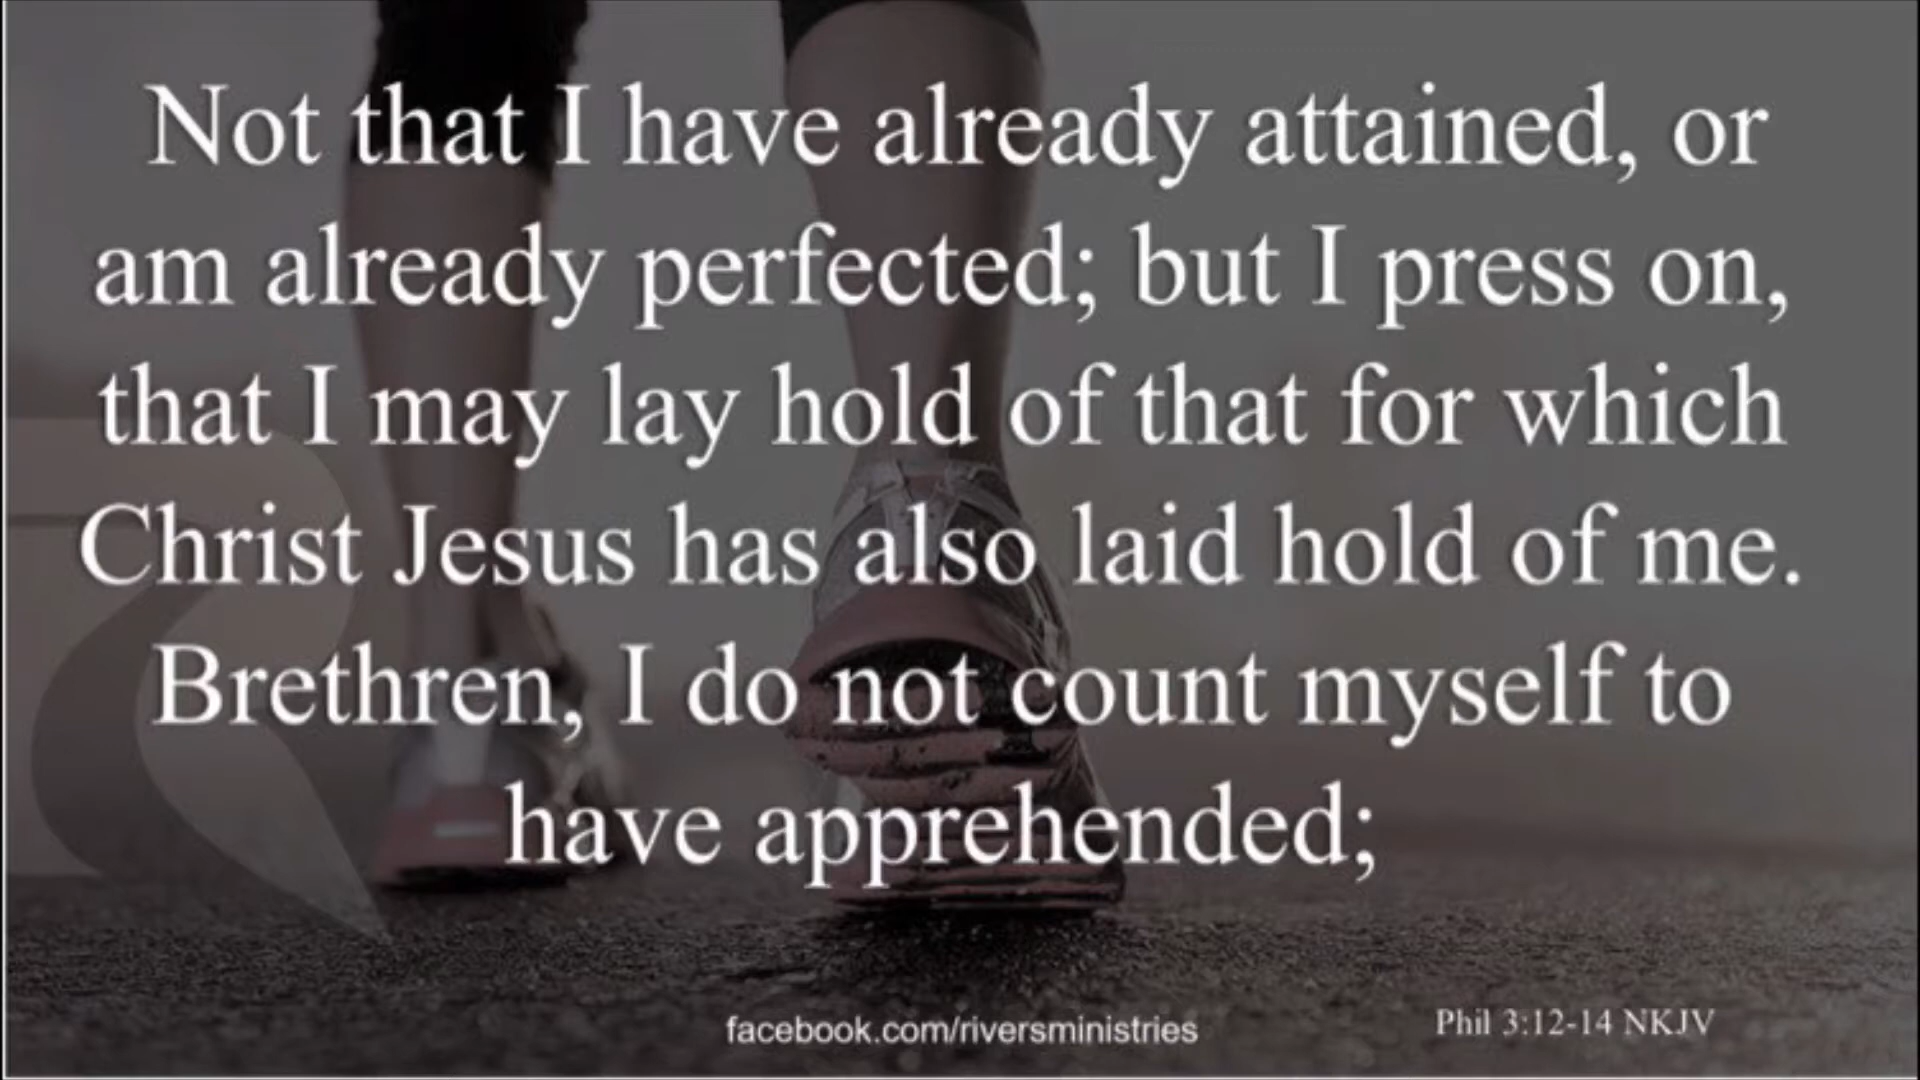 Not that I have already attained, or
am already perfected; but I press on,
that I may lay hold of that for which
Christ Jesus has also laid hold of me.
Brethren, I do not count myself to
have apprehended;
facebook.com/riversministries
Phil 3:12-14 NKJV